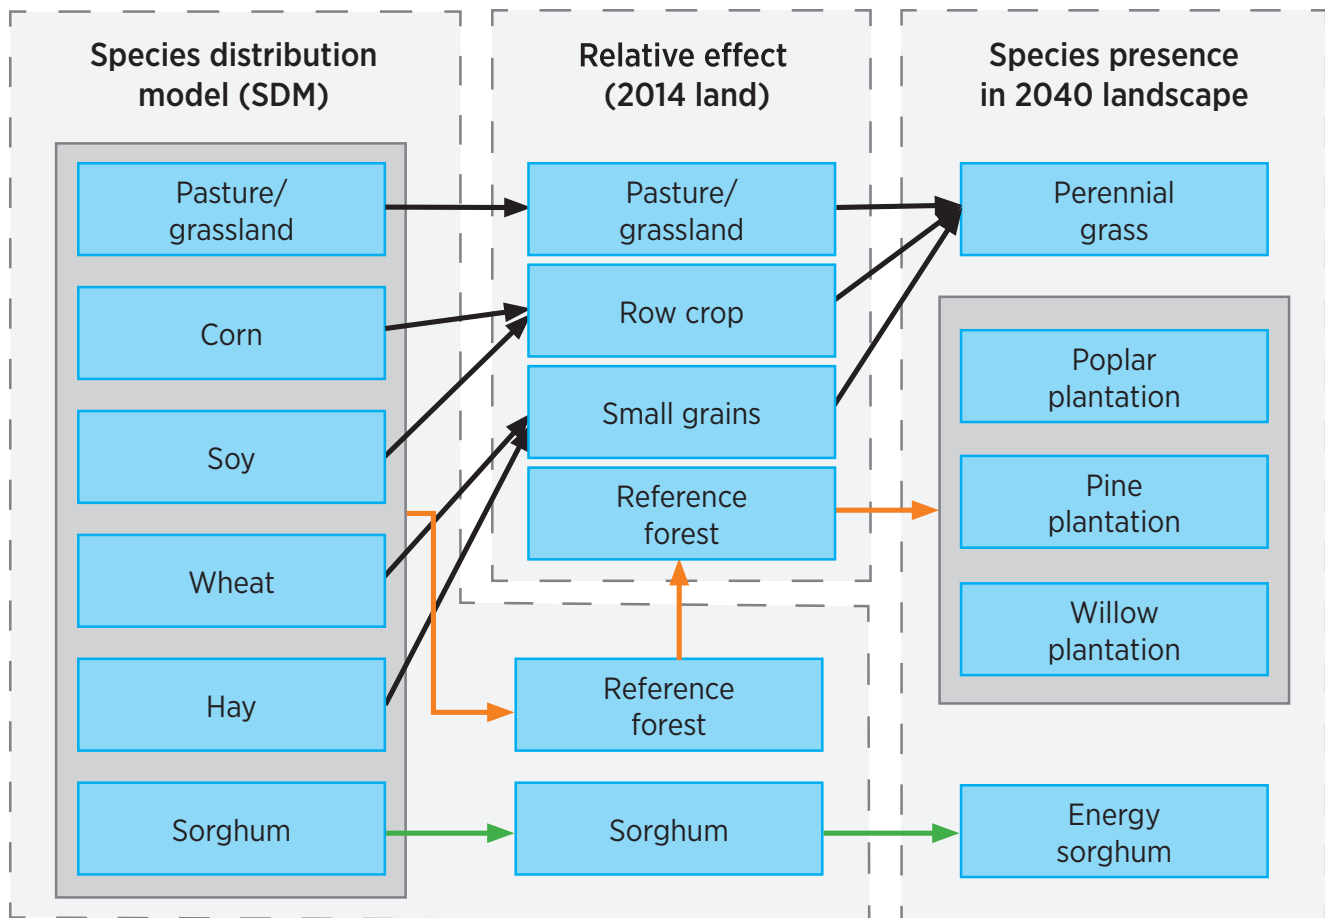 Species distribution
model (SDM)
Pasture/
grassland
Corn
Soy
Wheat
Hay
Sorghum
Relative effect
(2014 land)
Pasture/
grassland
Row crop
Small grains
Reference
forest
Reference
forest
Sorghum
Species presence
in 2040 landscape
Perennial
grass
Poplar
plantation
Pine
plantation
Willow
plantation
Energy
sorghum